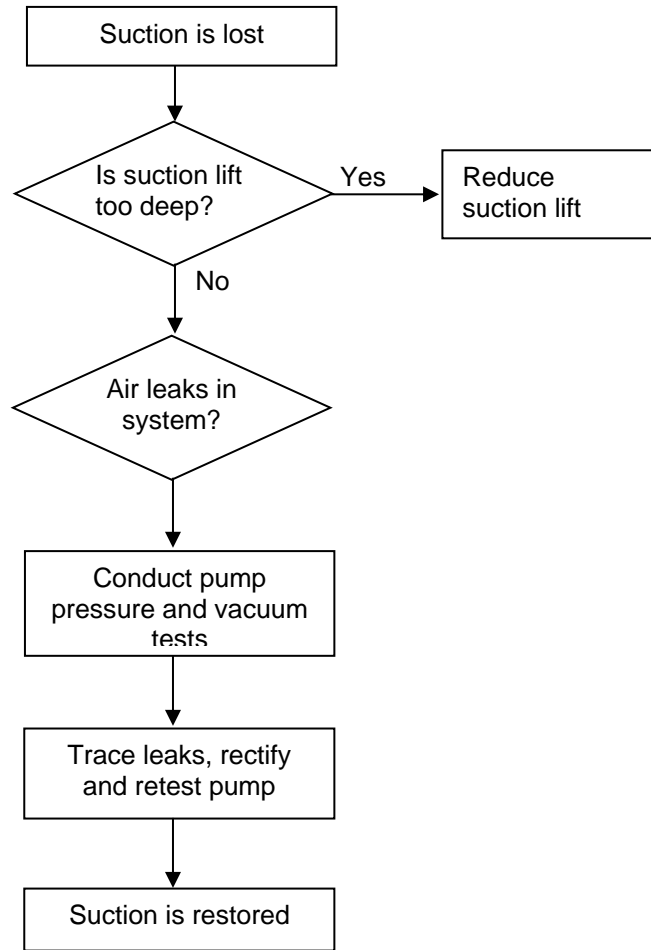 Suction is lost
Is suction lift
too deep?
Yes
Reduce
suction lift
No
Air leaks in
system?
Conduct pump
pressure and vacuum
tests
Trace leaks, rectify
and retest pump
Suction is restored